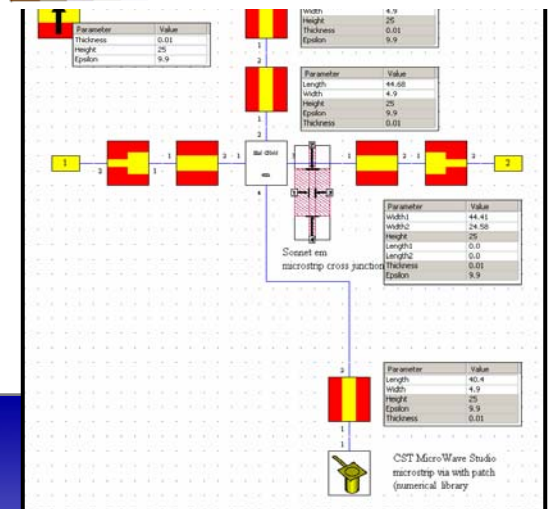 Width 4.9
Height 25
Epsilon 9.9
Thickness 0.01
Parameter Value
Thickness 0.01
Height 25
Epsilon 9.9
1
2
Parameter Value
Length 44.68
Width 4.9
Height 25
Epsilon 9.9
Thickness 0.01
1
2
1 2 1 2 1 em 2 1 2
4
Sonnet em
microstrip cross junction
Parameter Value
Width1 44.41
Width2 24.58
Height 25
Length1 0.0
Length2 0.0
Thickness 0.01
Epsilon 9.9
2
Parameter Value
Length 40.4
Width 4.9
Height 25
Epsilon 9.9
Thickness 0.01
1
1
CST MicroWave Studio
microstrip via with patch
(numerical library